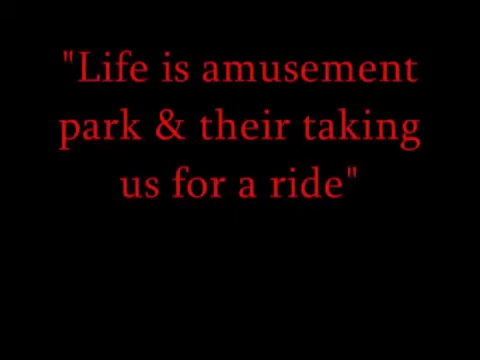 "Life is amusement
park & their taking
us for a ride"